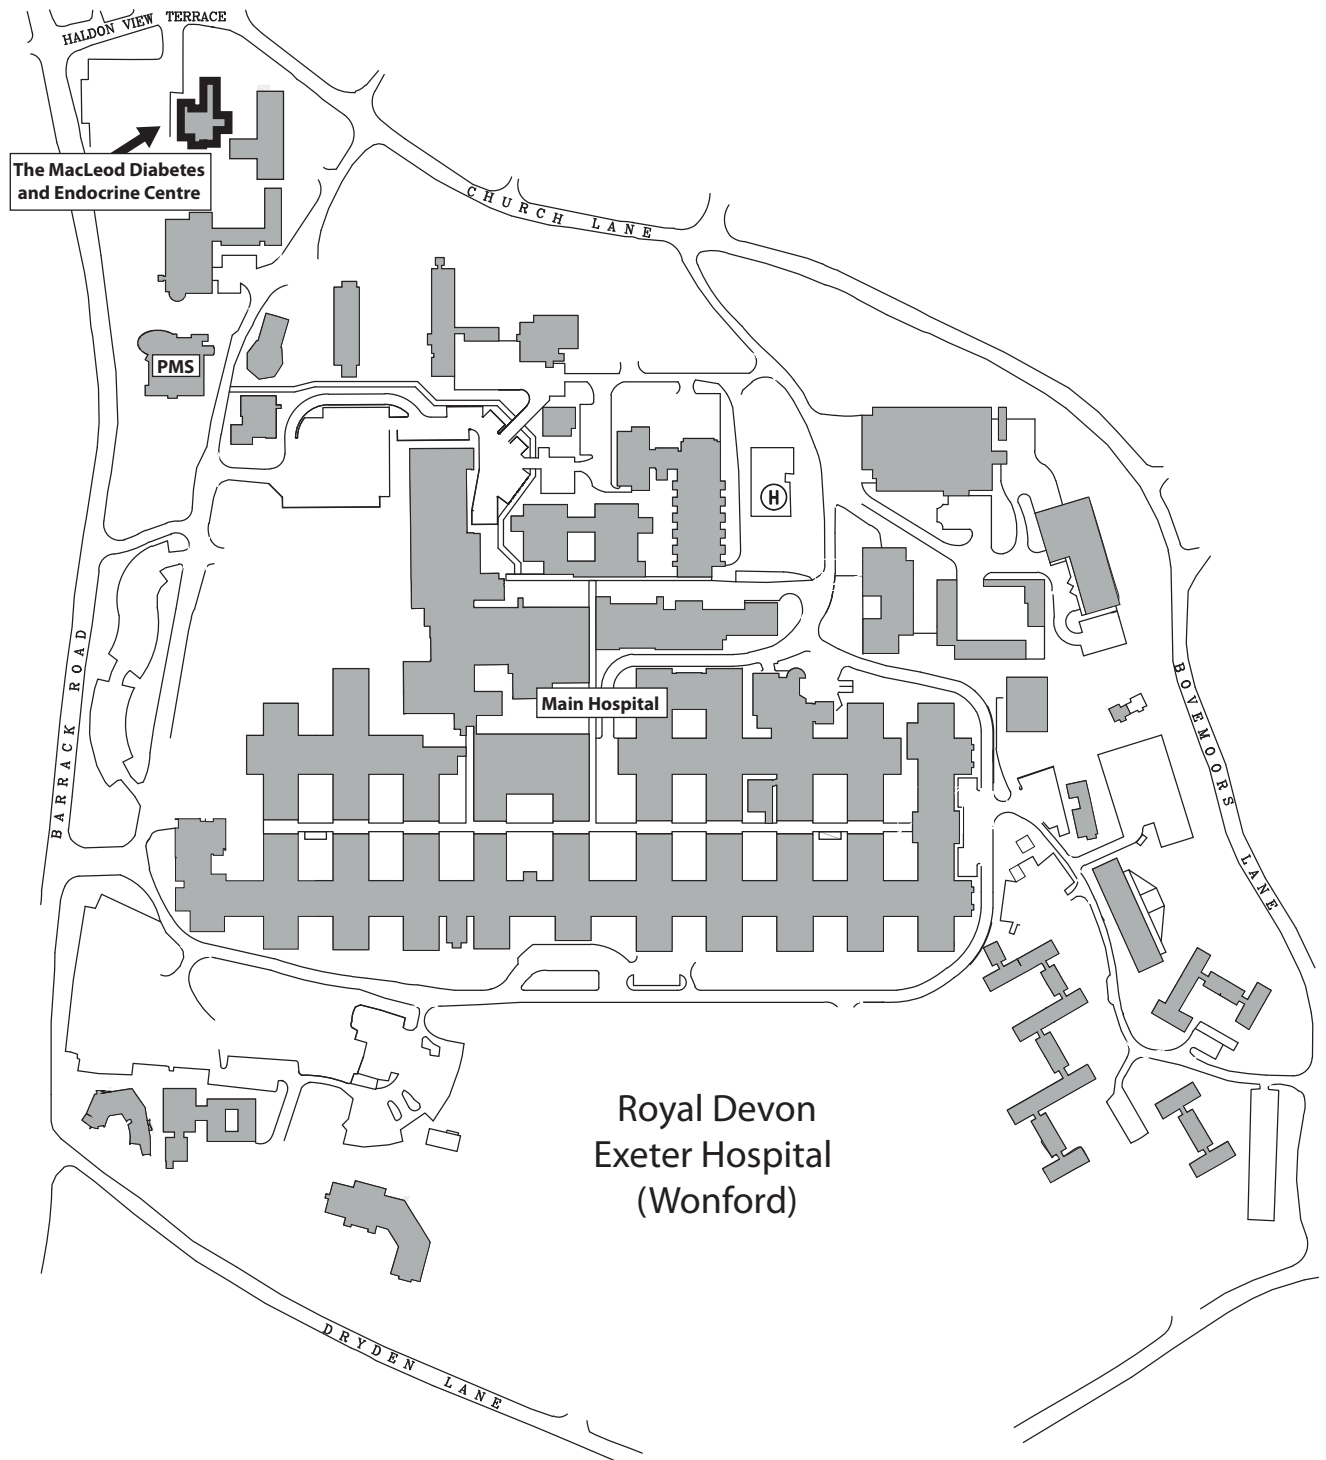 HALDON VIEW TERRACE
The MacLeod Diabetes
and Endocrine Centre
CHURCH LANE
PMS
H
BARRACK ROAD
Main Hospital
BOVEMOORS LANE
Royal Devon
Exeter Hospital
(Wonford)
DRYDEN LANE